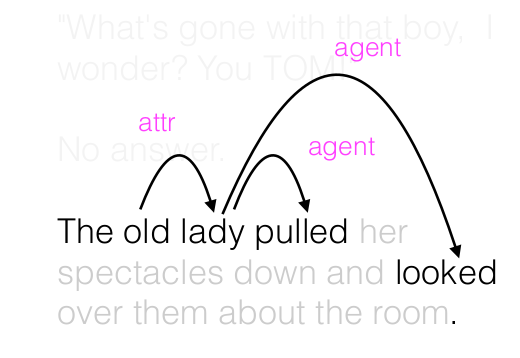 "What's gone with that boy,  I
wonder? You TOM!
agent
attr
No answer.
agent
The old lady pulled her
spectacles down and looked
over them about the room.